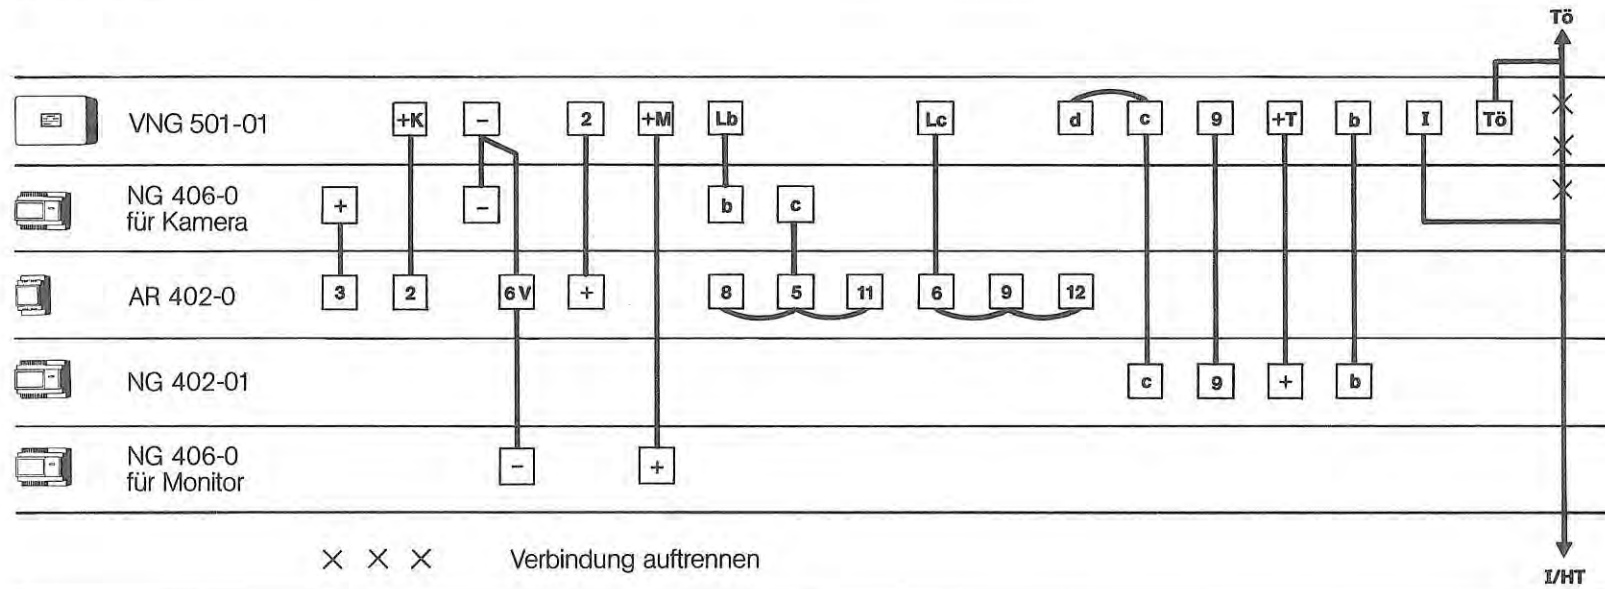 Tö
VNG 501-01 +K – 2 +M Lb Lc d c 9 +T b I Tö
NG 406-0
für Kamera
+ – b c
AR 402-0 3 2 6V + 8 5 11 6 9 12
NG 402-01 c 9 + b
NG 406-0
für Monitor
– +
× × × Verbindung auftrennen
I/HT